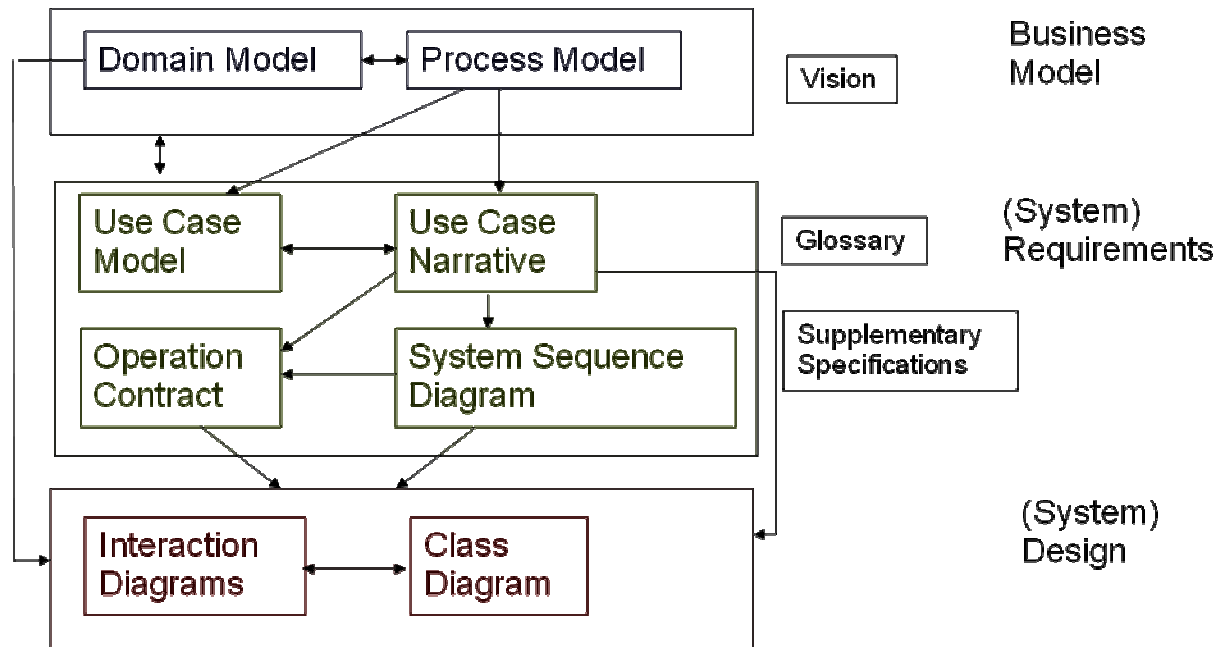 Domain Model
Process Model
Vision
Business
Model
Use Case
Model
Use Case
Narrative
Glossary
(System)
Requirements
Operation
Contract
System Sequence
Diagram
Supplementary
Specifications
Interaction
Diagrams
Class
Diagram
(System)
Design